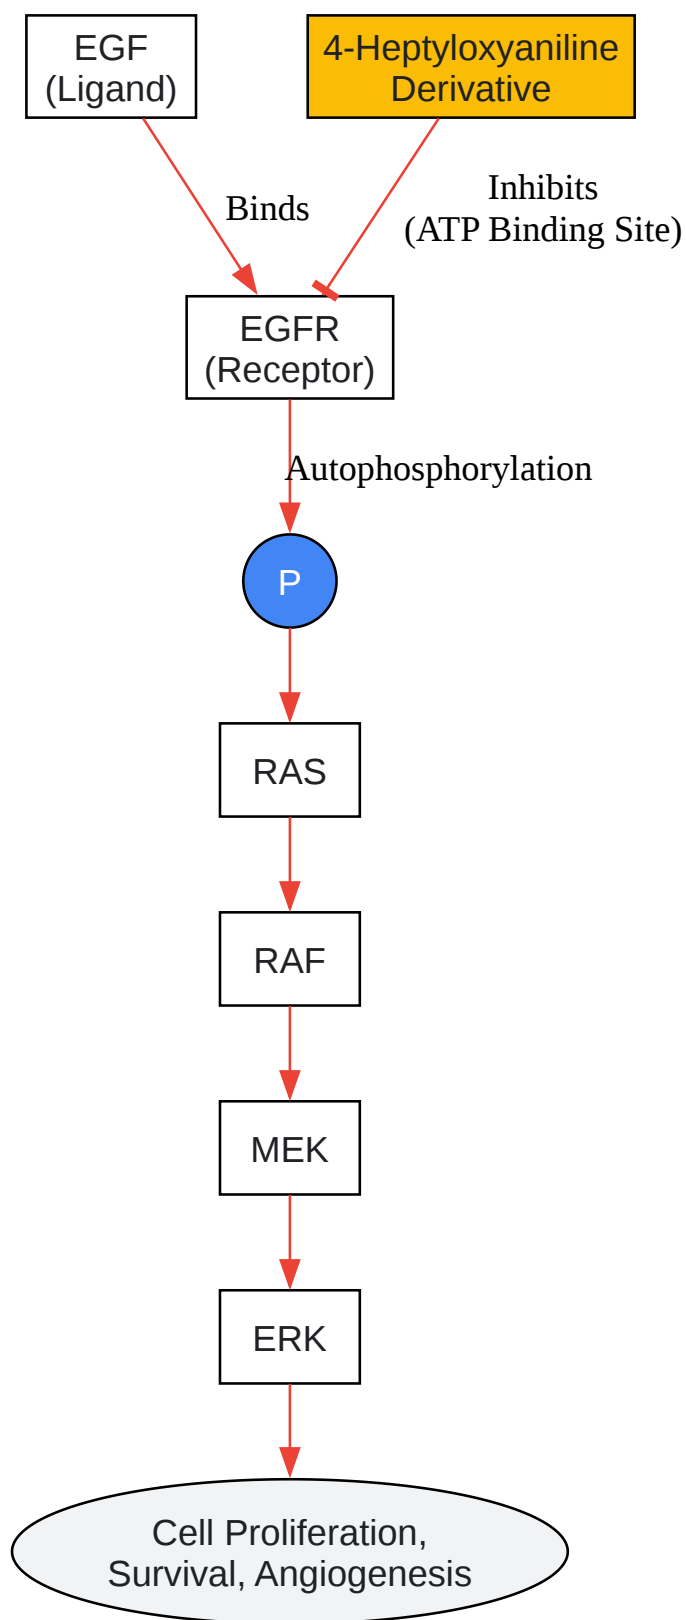 EGF
(Ligand)
4-Heptyloxyaniline
Derivative
Binds
Inhibits
(ATP Binding Site)
EGFR
(Receptor)
Autophosphorylation
P
RAS
RAF
MEK
ERK
Cell Proliferation,
Survival, Angiogenesis